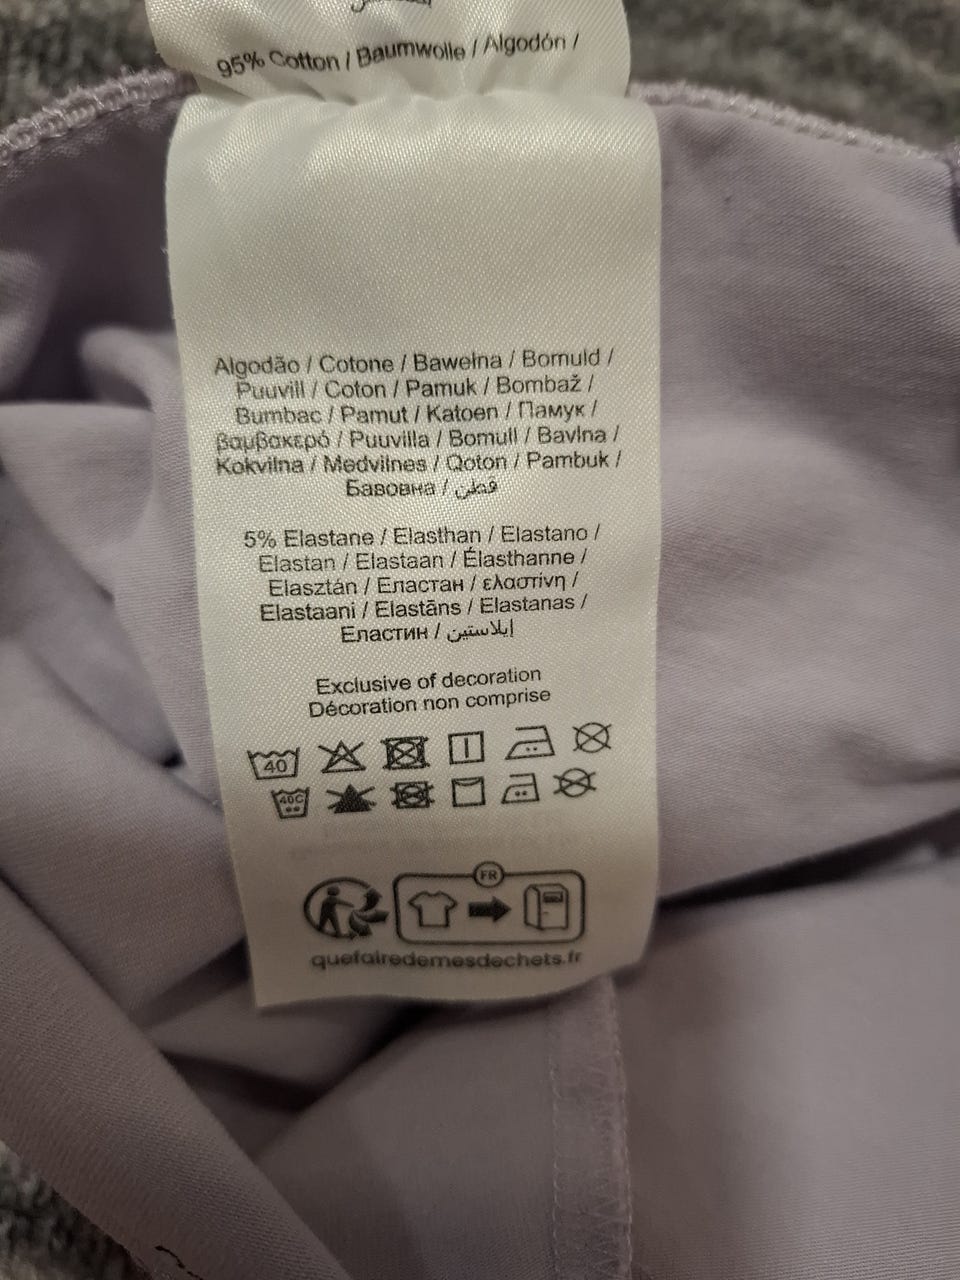 95% Cotton / Baumwolle / Algodón /
Algodão / Cotone / Bawełna / Bomuld /
Puuvill / Coton / Pamuk / Bombaž /
Bumbac / Pamut / Katoen / Памук /
βαμβακερό / Puuvilla / Bomull / Bavlna /
Kokvilna / Medvilnes / Qoton / Pambuk /
Бавовна / قطن
5% Elastane / Elasthan / Elastano /
Elastan / Elastaan / Élasthanne /
Elasztán / Еластан / ελαστίνη /
Elastaani / Elastāns / Elastanas /
Еластин / إيلاستين
Exclusive of decoration
Décoration non comprise
40
40C
FR
quefairedemesdechets.fr